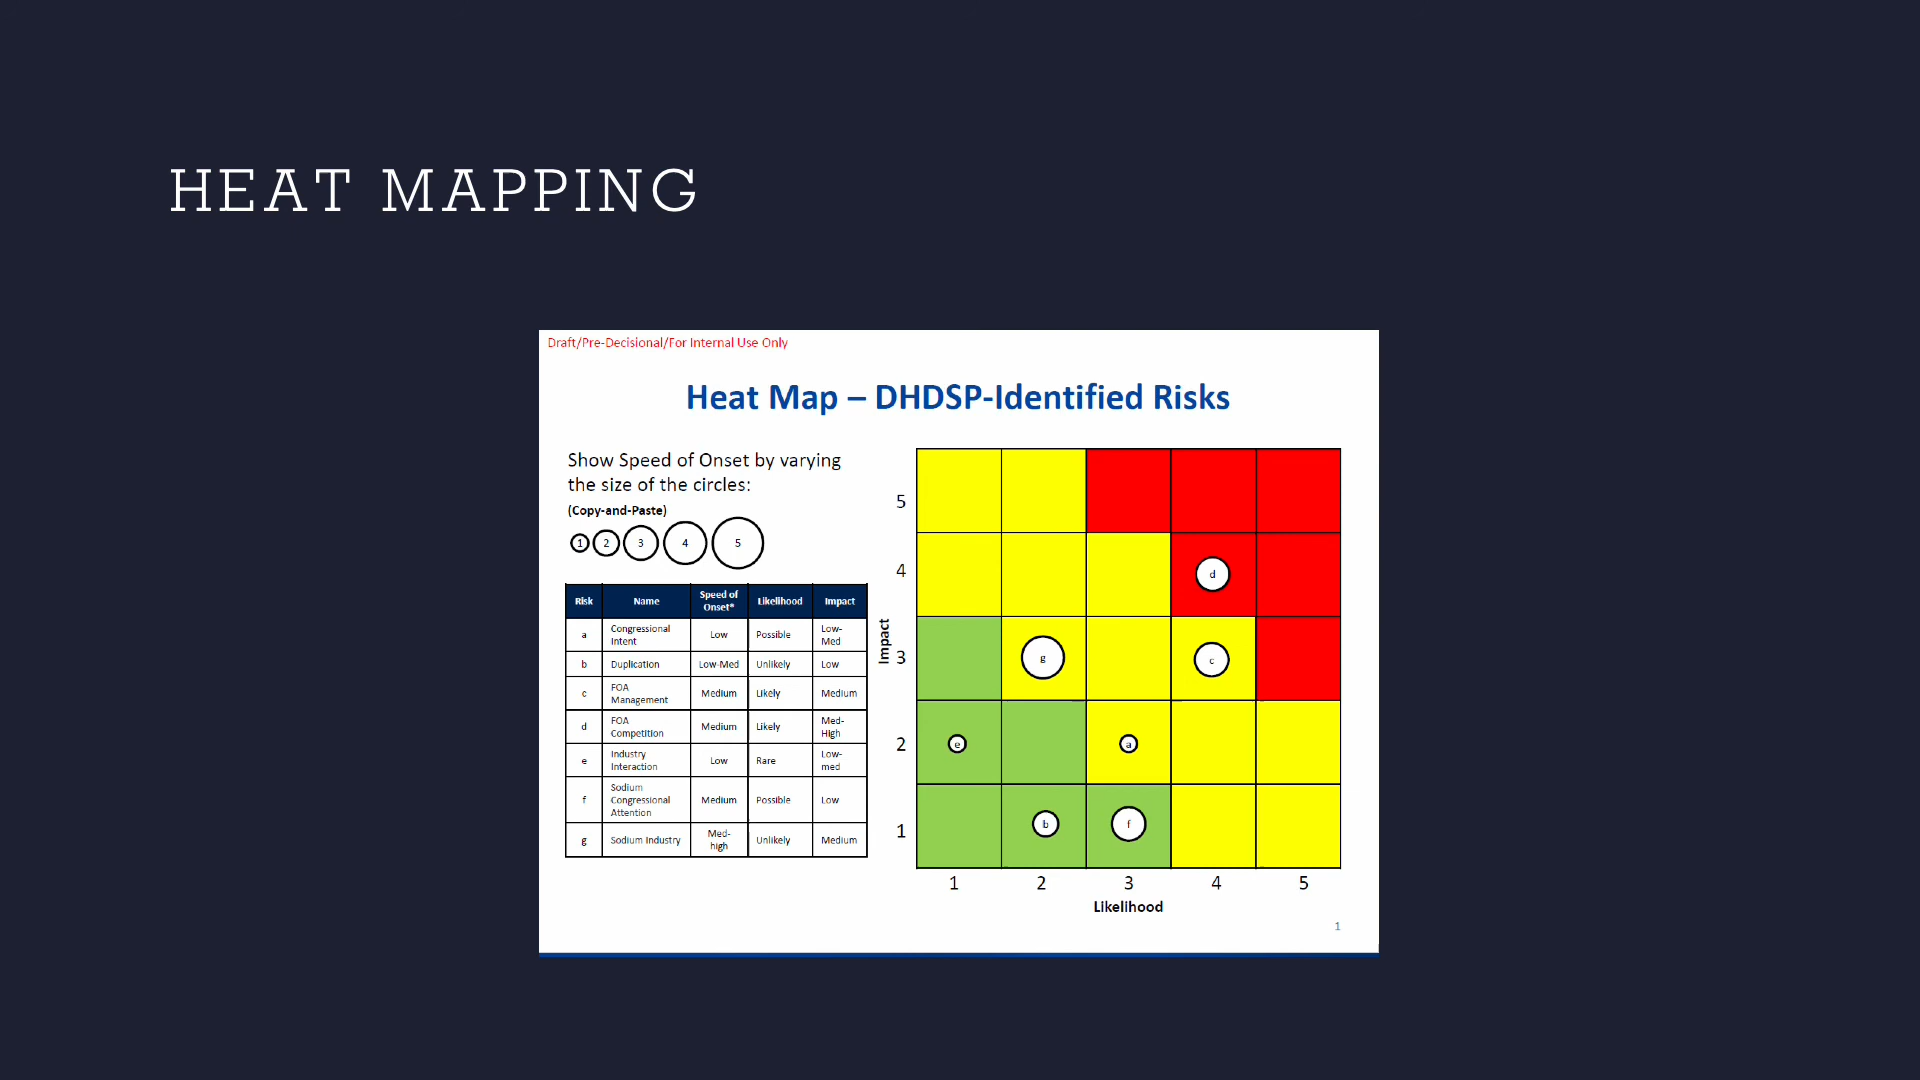 HEAT MAPPING
Draft/Pre-Decisional/For Internal Use Only
Heat Map – DHDSP-Identified Risks
Show Speed of Onset by varying
the size of the circles:
(Copy-and-Paste)
1 2 3 4 5
Risk Name Speed of Onset* Likelihood Impact
a Congressional Intent Low Possible Low-Med
b Duplication Low-Med Unlikely Low
c FOA Management Medium Likely Medium
d FOA Competition Medium Likely Med-High
e Industry Interaction Low Rare Low-med
f Sodium Congressional Attention Medium Possible Low
g Sodium Industry Med-high Unlikely Medium
Impact
5
4 d
3 g c
2 e a
1 b f
1 2 3 4 5
Likelihood
1